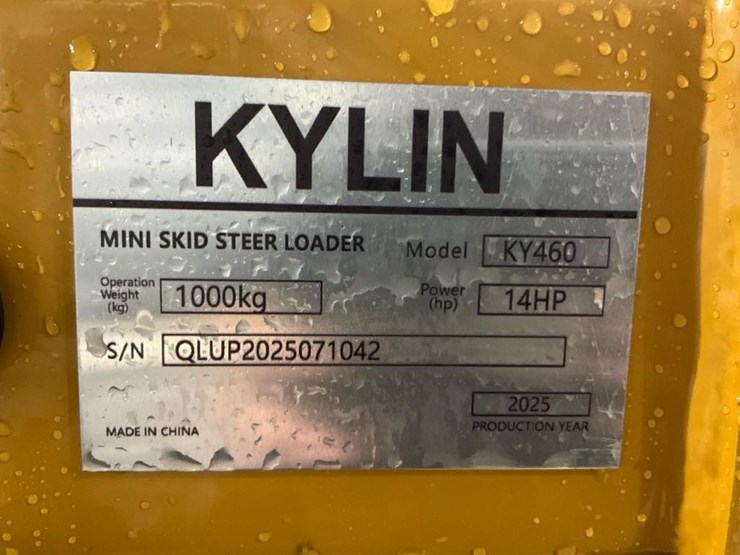 KYLIN
MINI SKID STEER LOADER
Model KY460
Operation
Weight
(kg)
1000kg
Power
(hp)
14HP
S/N QLUP2025071042
2025
MADE IN CHINA
PRODUCTION YEAR